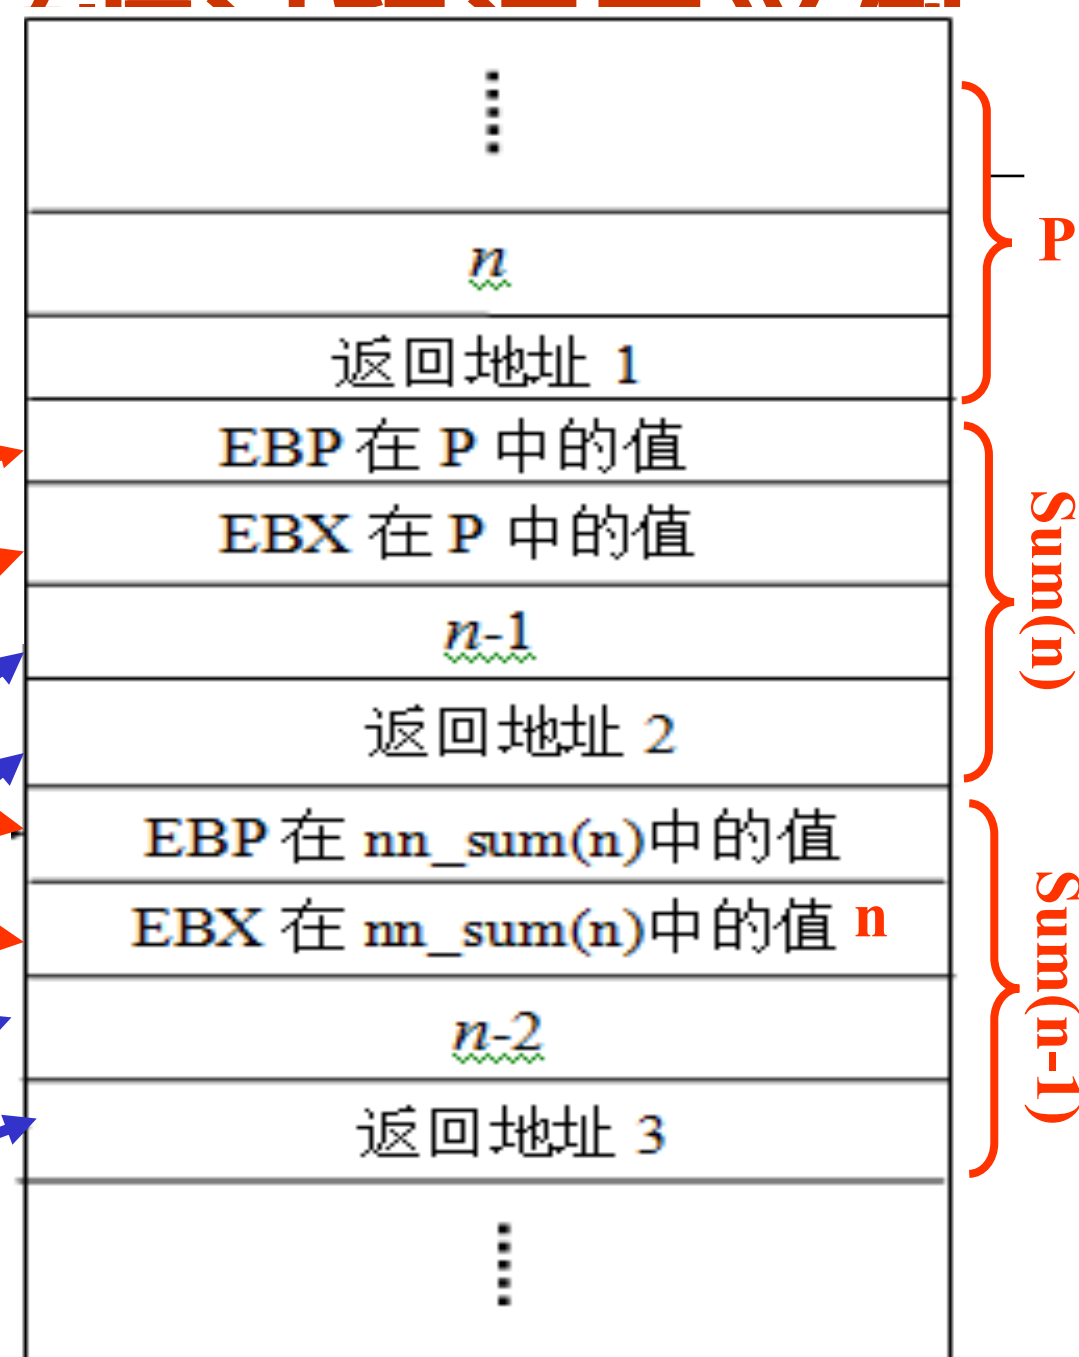 n
P
返回地址 1
EBP 在 P 中的值
EBX 在 P 中的值
Sum(n)
n-1
返回地址 2
EBP 在 nn_sum(n)中的值
EBX 在 nn_sum(n)中的值 n
Sum(n-1)
n-2
返回地址 3